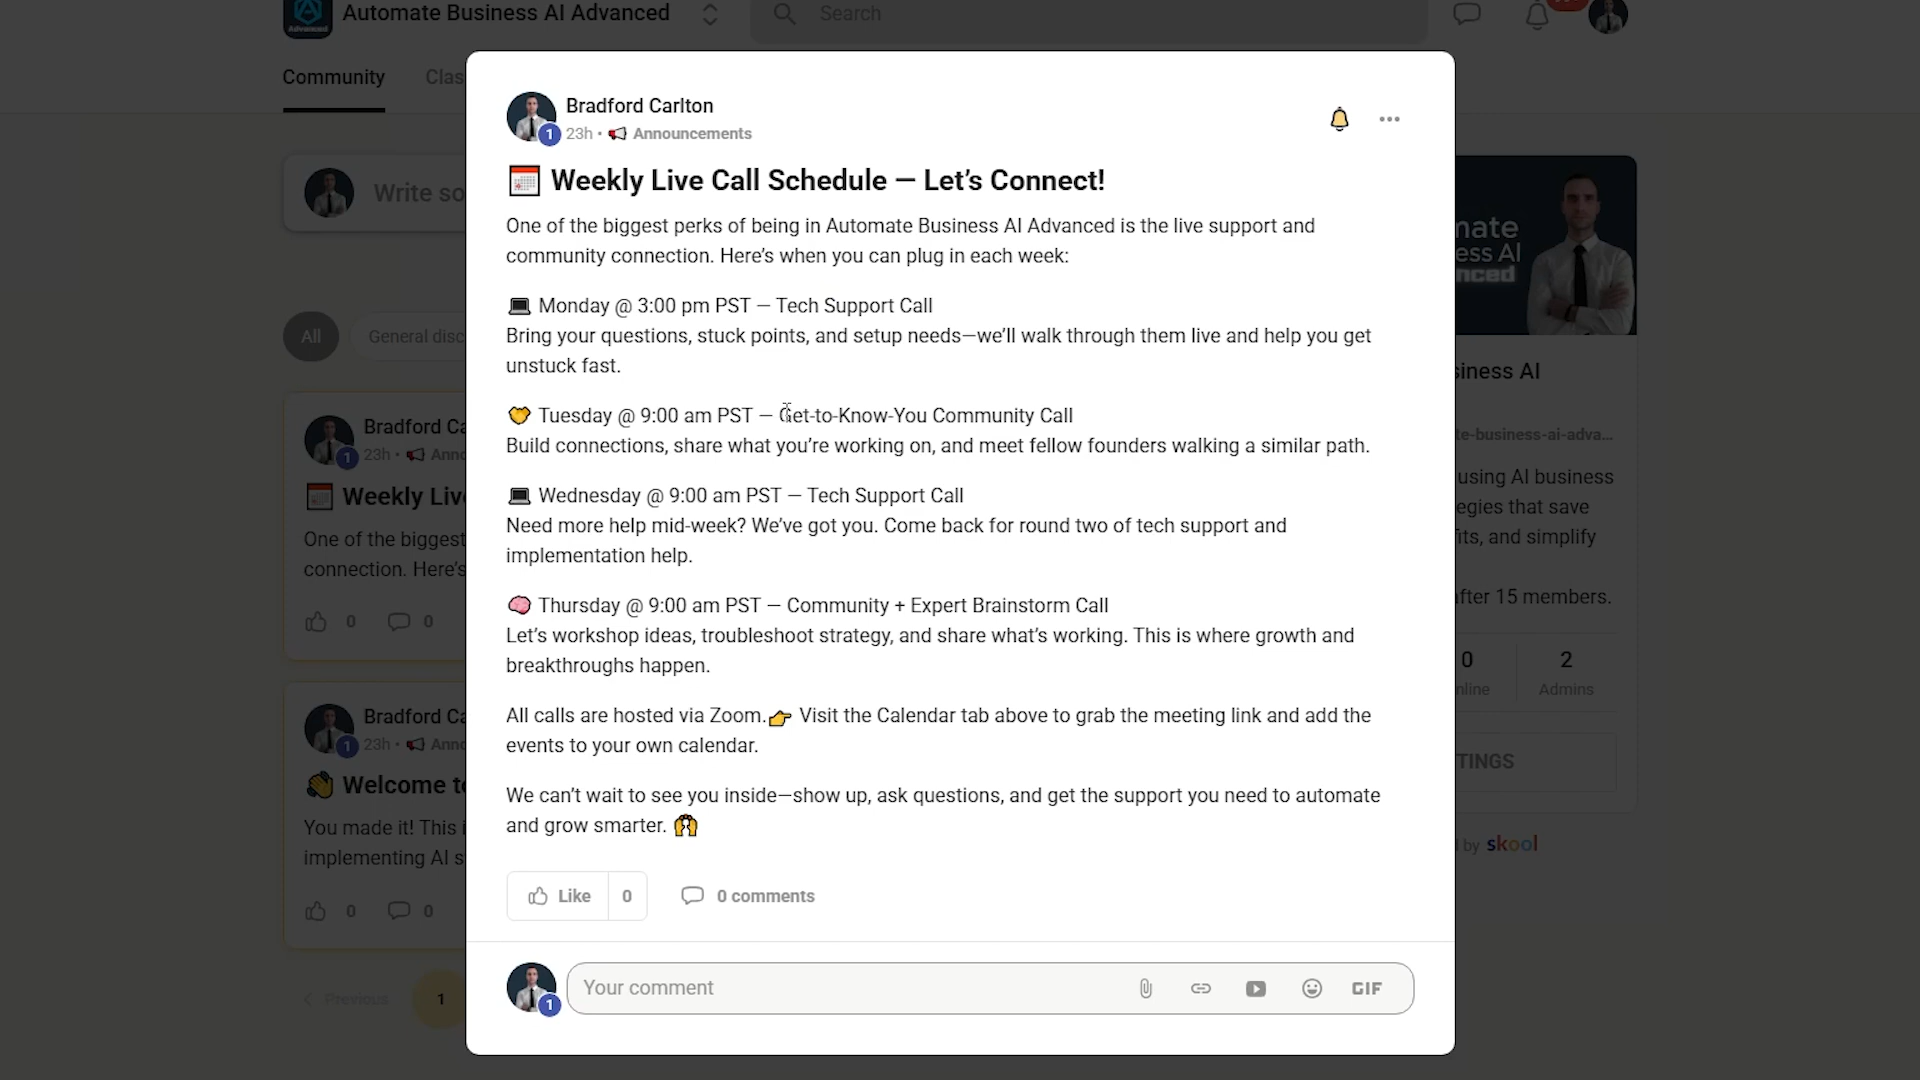 Automate Business AI Advanced
Search
Community
Clas
Write so
All
General disc
Bradford Ca
23h • Anno
Weekly Liv
One of the biggest
connection. Here's
0
0
Bradford Ca
23h • Anno
Welcome to
You made it! This i
implementing AI s
0
0
Previous
1
Bradford Carlton
1
23h • Announcements
Weekly Live Call Schedule — Let's Connect!
One of the biggest perks of being in Automate Business AI Advanced is the live support and
community connection. Here's when you can plug in each week:
Monday @ 3:00 pm PST — Tech Support Call
Bring your questions, stuck points, and setup needs—we'll walk through them live and help you get
unstuck fast.
Tuesday @ 9:00 am PST — Get-to-Know-You Community Call
Build connections, share what you're working on, and meet fellow founders walking a similar path.
Wednesday @ 9:00 am PST — Tech Support Call
Need more help mid-week? We've got you. Come back for round two of tech support and
implementation help.
Thursday @ 9:00 am PST — Community + Expert Brainstorm Call
Let's workshop ideas, troubleshoot strategy, and share what's working. This is where growth and
breakthroughs happen.
All calls are hosted via Zoom. Visit the Calendar tab above to grab the meeting link and add the
events to your own calendar.
We can't wait to see you inside—show up, ask questions, and get the support you need to automate
and grow smarter.
Like 0
0 comments
1
Your comment
GIF
mate
ess AI
nced
siness AI
te-business-ai-adva...
using AI business
egies that save
fits, and simplify
after 15 members.
0
nline
2
Admins
TINGS
by skool